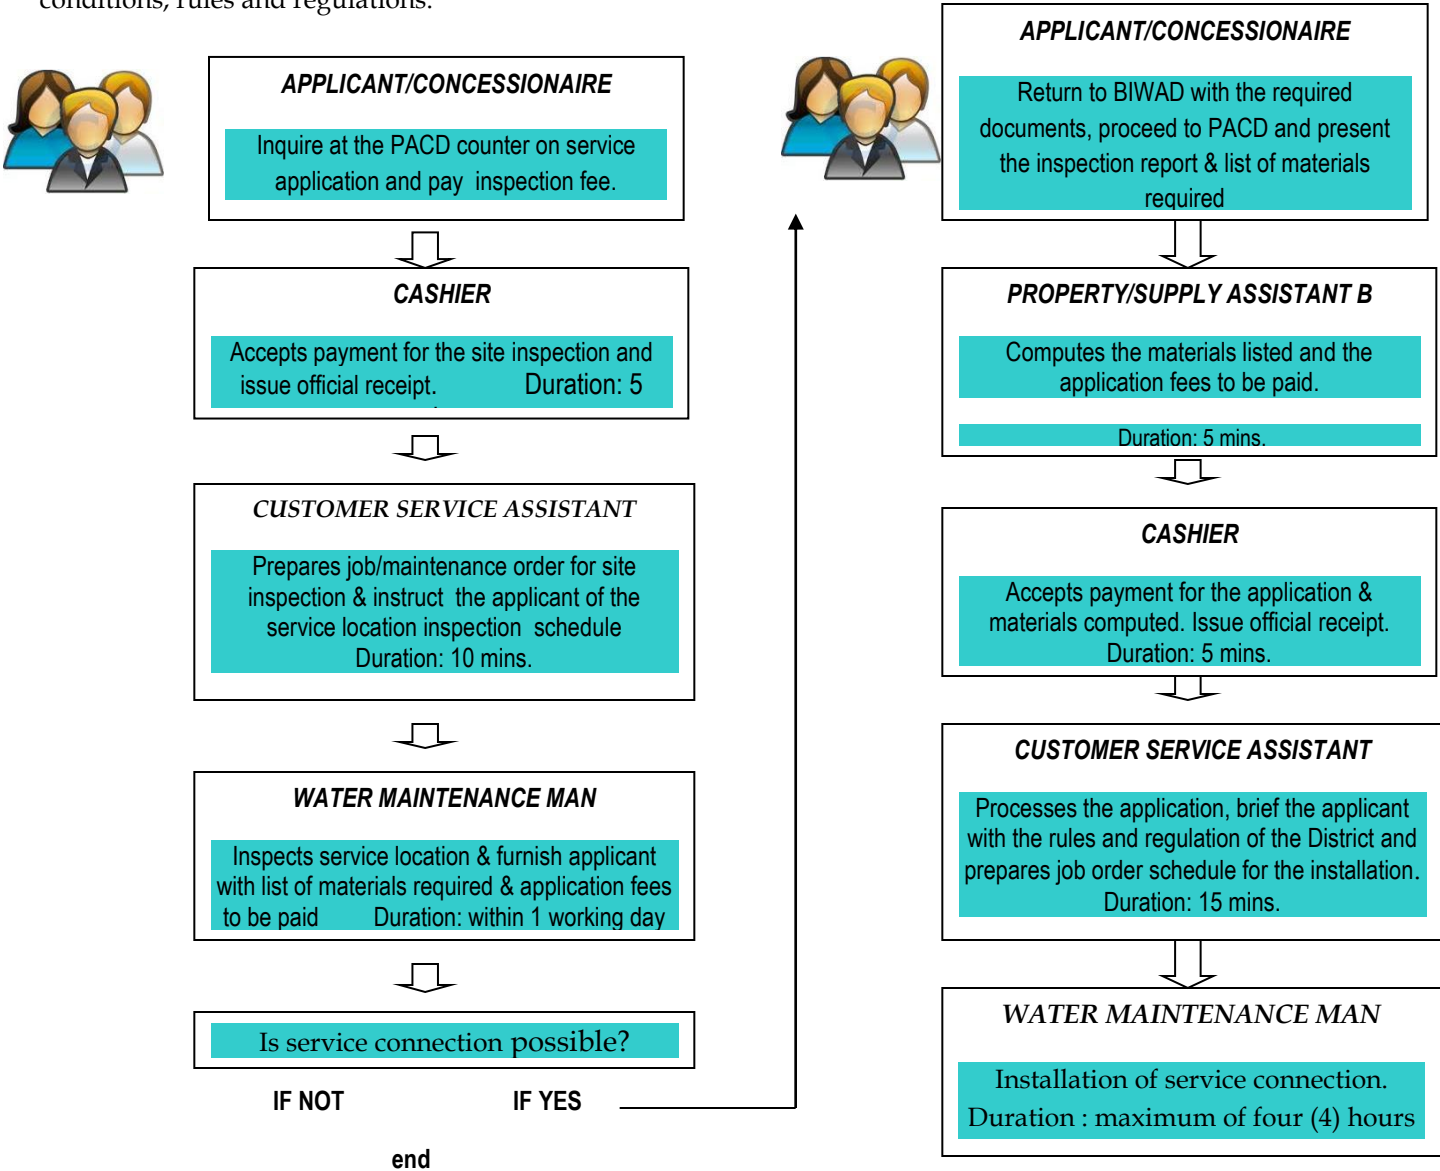 conditions, rules and regulations.
APPLICANT/CONCESSIONAIRE
Inquire at the PACD counter on service
application and pay inspection fee.
CASHIER
Accepts payment for the site inspection and
issue official receipt. Duration: 5
CUSTOMER SERVICE ASSISTANT
Prepares job/maintenance order for site
inspection & instruct the applicant of the
service location inspection schedule
Duration: 10 mins.
WATER MAINTENANCE MAN
Inspects service location & furnish applicant
with list of materials required & application fees
to be paid Duration: within 1 working day
Is service connection possible?
IF NOT IF YES
end
APPLICANT/CONCESSIONAIRE
Return to BIWAD with the required
documents, proceed to PACD and present
the inspection report & list of materials
required
PROPERTY/SUPPLY ASSISTANT B
Computes the materials listed and the
application fees to be paid.
Duration: 5 mins.
CASHIER
Accepts payment for the application &
materials computed. Issue official receipt.
Duration: 5 mins.
CUSTOMER SERVICE ASSISTANT
Processes the application, brief the applicant
with the rules and regulation of the District and
prepares job order schedule for the installation.
Duration: 15 mins.
WATER MAINTENANCE MAN
Installation of service connection.
Duration : maximum of four (4) hours